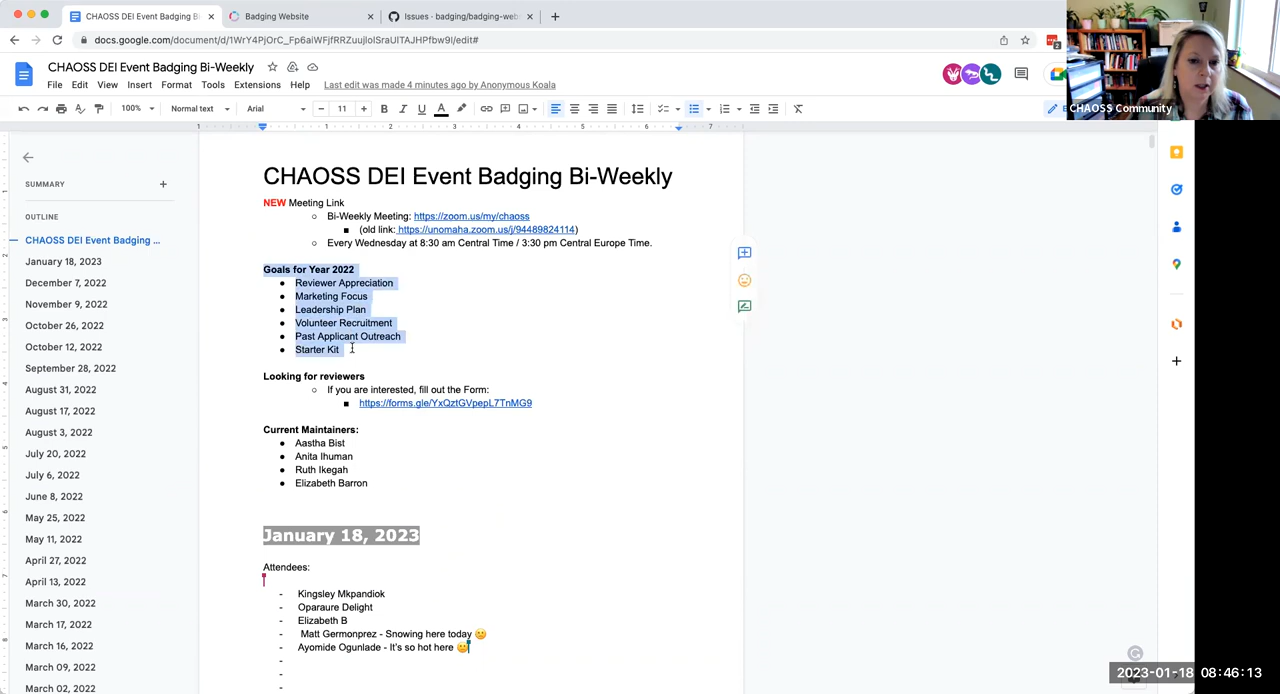 CHAOSS DEI Event Badging B
Badging Website
Issues · badging/badging-web
docs.google.com/document/d/1WrY4PjOrC_Fp6aiWFjfRRZuujlolSraUlTAJHPfbw9I/edit#
CHAOSS DEI Event Badging Bi-Weekly
File Edit View Insert Format Tools Extensions Help
Last edit was made 4 minutes ago by Anonymous Koala
100% Normal text Arial 11
CHAOSS Community
SUMMARY
OUTLINE
CHAOSS DEI Event Badging ...
January 18, 2023
December 7, 2022
November 9, 2022
October 26, 2022
October 12, 2022
September 28, 2022
August 31, 2022
August 17, 2022
August 3, 2022
July 20, 2022
July 6, 2022
June 8, 2022
May 25, 2022
May 11, 2022
April 27, 2022
April 13, 2022
March 30, 2022
March 17, 2022
March 16, 2022
March 09, 2022
March 02, 2022
CHAOSS DEI Event Badging Bi-Weekly
NEW Meeting Link
Bi-Weekly Meeting: https://zoom.us/my/chaoss
(old link: https://unomaha.zoom.us/j/94489824114)
Every Wednesday at 8:30 am Central Time / 3:30 pm Central Europe Time.
Goals for Year 2022
Reviewer Appreciation
Marketing Focus
Leadership Plan
Volunteer Recruitment
Past Applicant Outreach
Starter Kit
Looking for reviewers
If you are interested, fill out the Form:
https://forms.gle/YxQztGVpepL7TnMG9
Current Maintainers:
Aastha Bist
Anita Ihuman
Ruth Ikegah
Elizabeth Barron
January 18, 2023
Attendees:
- Kingsley Mkpandiok
- Oparaure Delight
- Elizabeth B
- Matt Germonprez - Snowing here today 🙂
- Ayomide Ogunlade - It's so hot here
-
-
-
2023-01-18 08:46:13